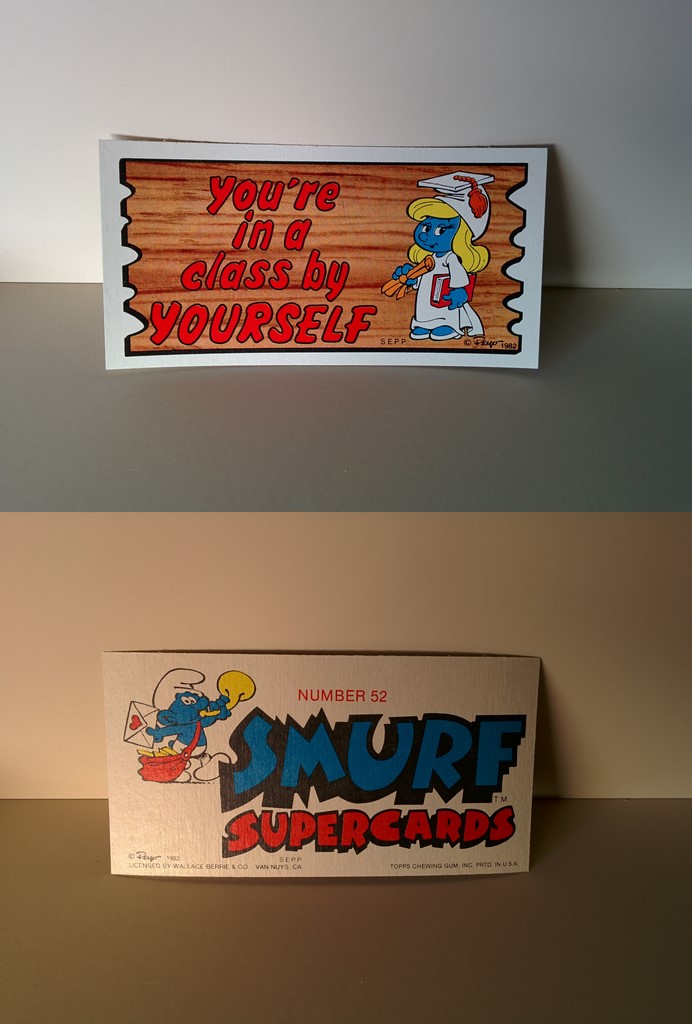 you're
in a
class by
YOURSELF
S.E.P.P.
© Peyo 1982
NUMBER 52
SMURF
TM
SUPERCARDS
© Peyo 1982
S.E.P.P.
LICENSED BY WALLACE BERRIE & CO. VAN NUYS, CA
TOPPS CHEWING GUM, INC. PRTD. IN U.S.A.